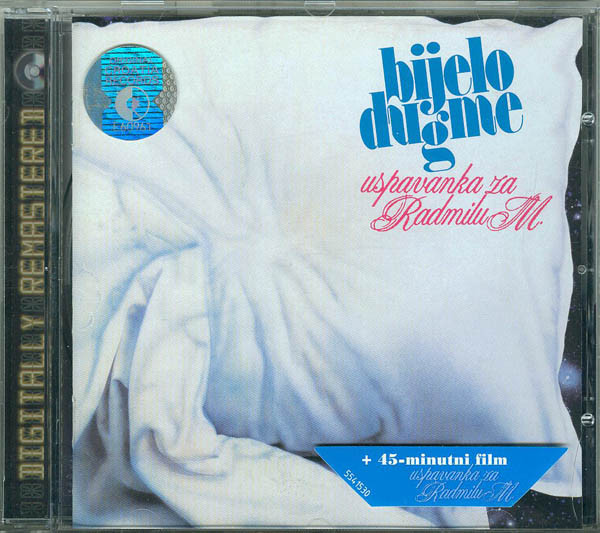 bijelo
dugme
uspavanka za
Radmilu M.
DIGITALLY REMASTERED
+ 45-minutni film
uspavanka za
Radmilu M.
5541530